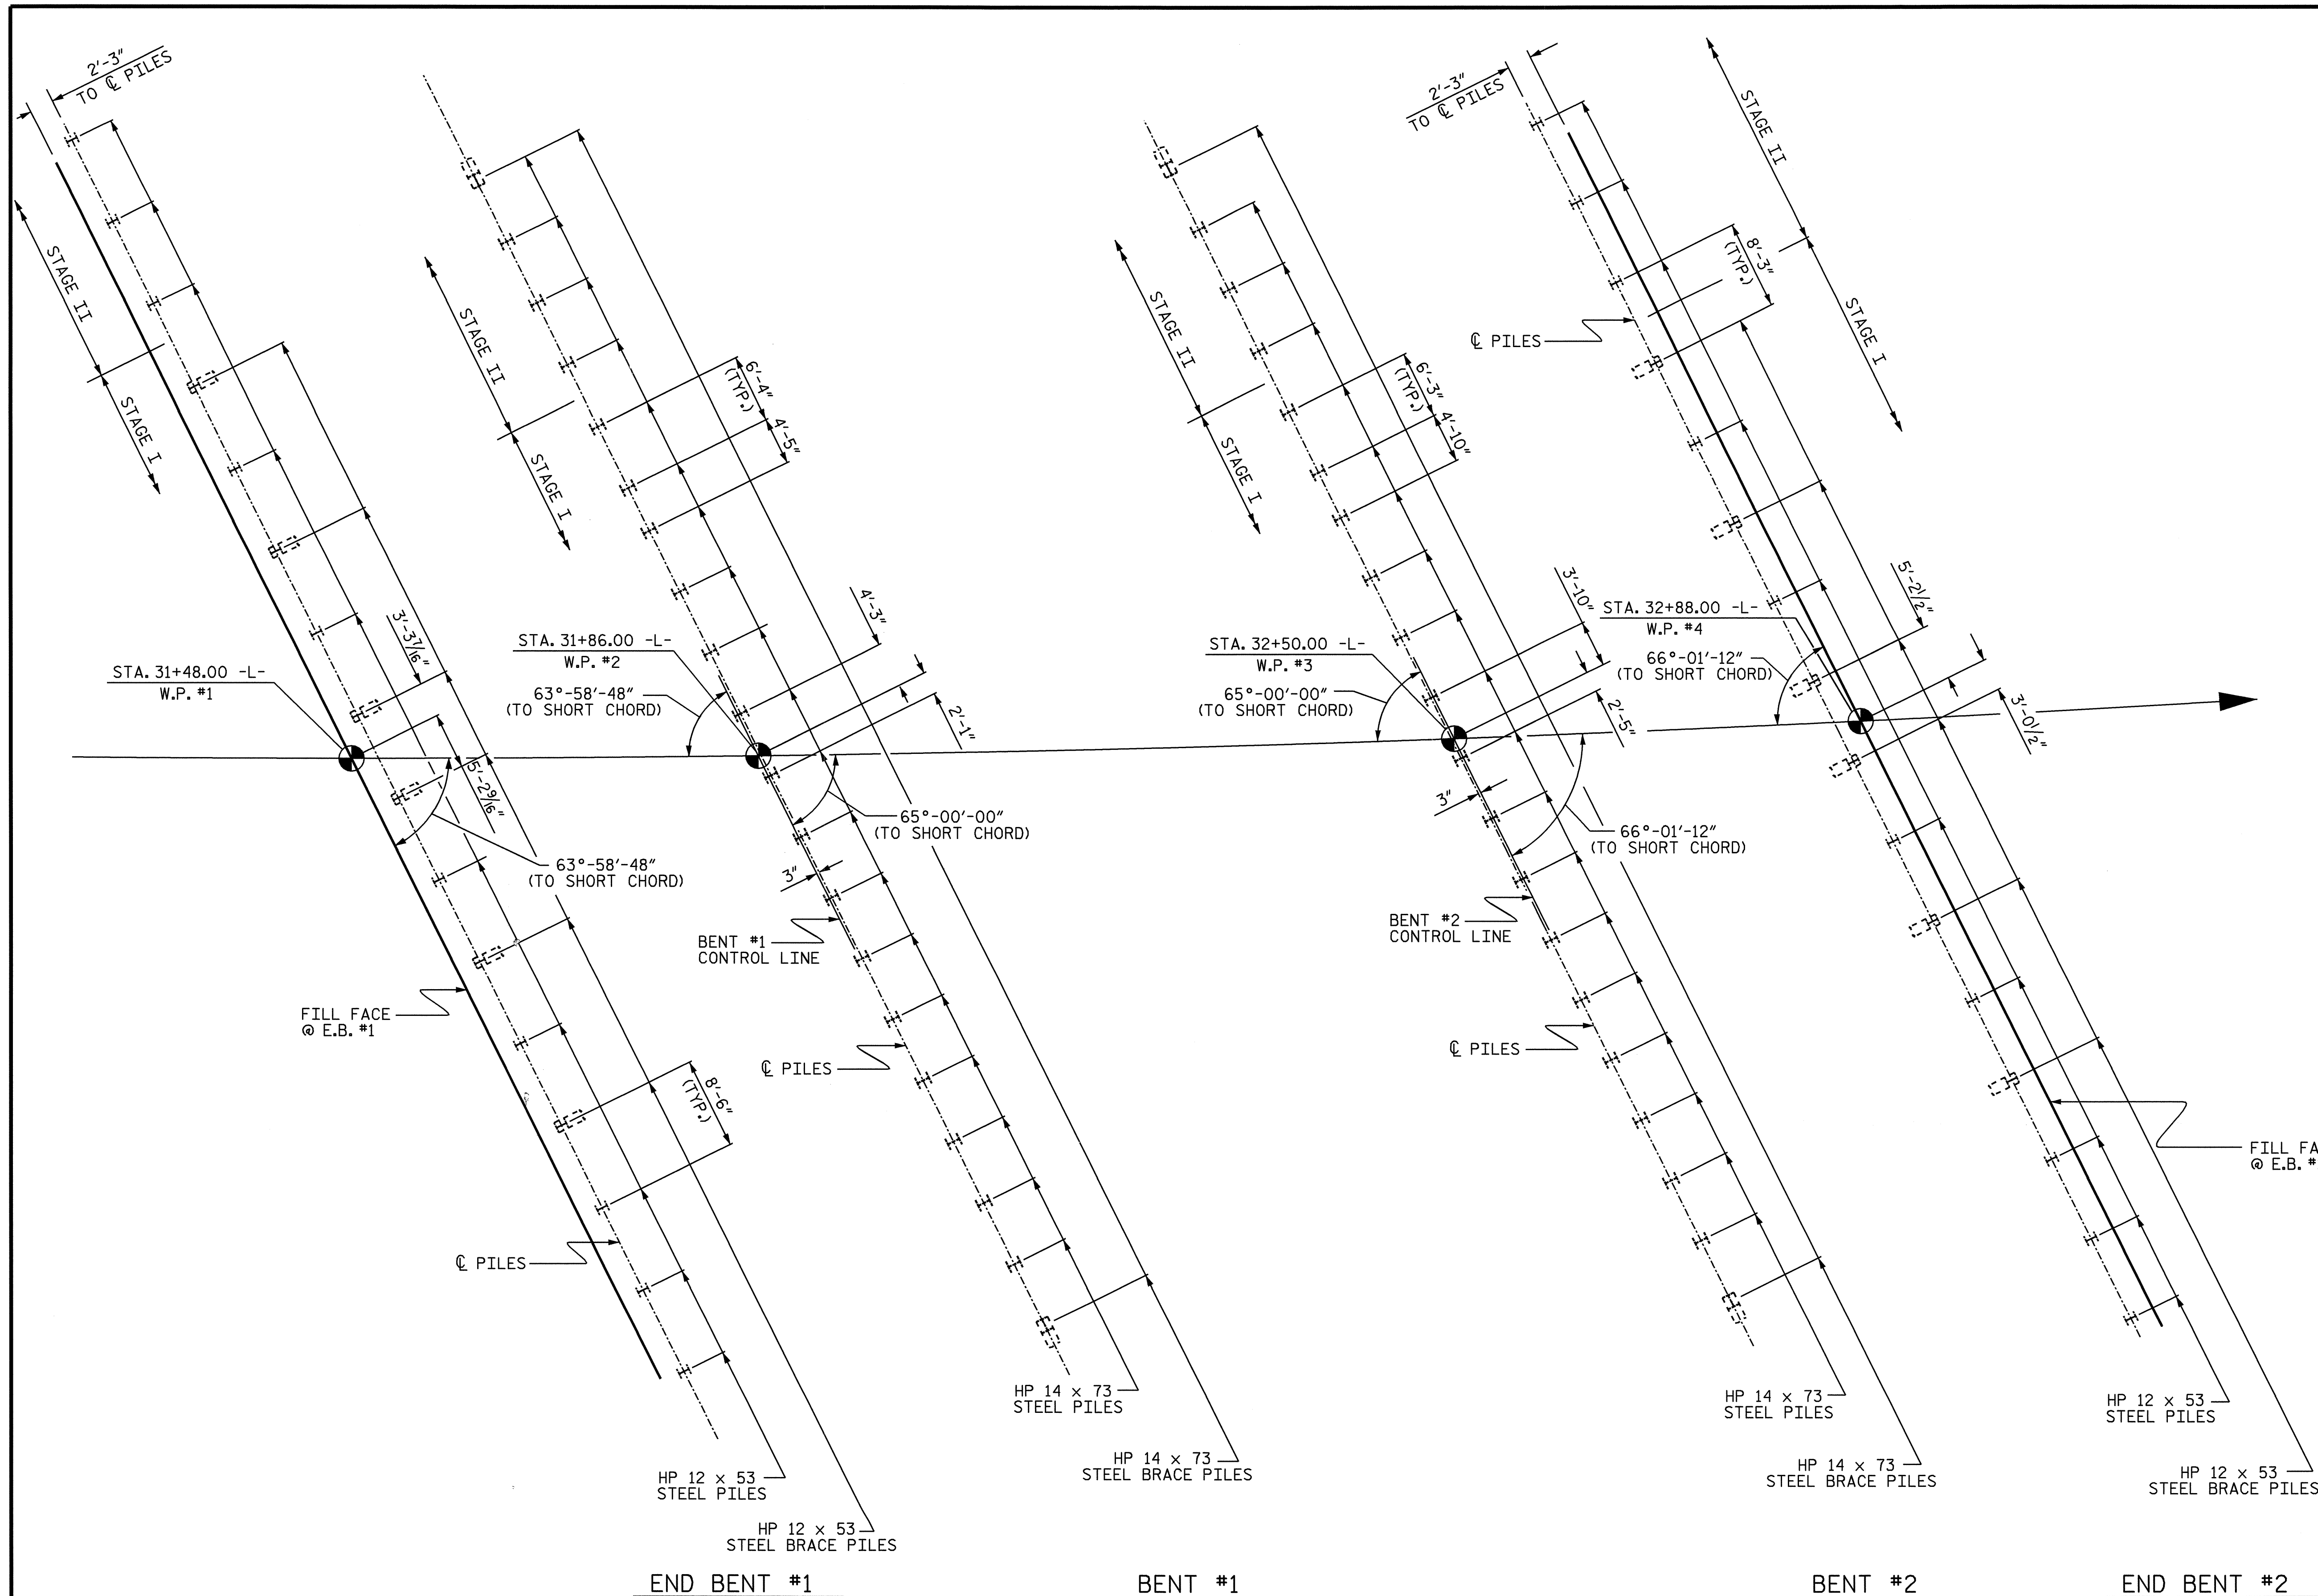 2'-3"
TO ℄ PILES
STAGE II
STAGE I
STA. 31+48.00 -L-
W.P. #1
3'-3 7/16"
5'-2 9/16"
63°-58'-48"
(TO SHORT CHORD)
FILL FACE
@ E.B. #1
8'-6"
(TYP.)
℄ PILES
HP 12 x 53
STEEL PILES
HP 12 x 53
STEEL BRACE PILES
END BENT #1
STAGE II
STAGE I
6'-4"
(TYP.)
4'-5"
STA. 31+86.00 -L-
W.P. #2
63°-58'-48"
(TO SHORT CHORD)
4'-3"
2'-1"
65°-00'-00"
(TO SHORT CHORD)
3"
BENT #1
CONTROL LINE
℄ PILES
HP 14 x 73
STEEL PILES
HP 14 x 73
STEEL BRACE PILES
BENT #1
STAGE II
STAGE I
6'-3"
(TYP.)
4'-10"
STA. 32+50.00 -L-
W.P. #3
65°-00'-00"
(TO SHORT CHORD)
3'-10"
2'-5"
3"
66°-01'-12"
(TO SHORT CHORD)
BENT #2
CONTROL LINE
℄ PILES
HP 14 x 73
STEEL PILES
HP 14 x 73
STEEL BRACE PILES
BENT #2
2'-3"
TO ℄ PILES
STAGE II
STAGE I
8'-3"
(TYP.)
℄ PILES
STA. 32+88.00 -L-
W.P. #4
66°-01'-12"
(TO SHORT CHORD)
5'-2 1/2"
3'-0 1/2"
FILL FA
@ E.B. #
HP 12 x 53
STEEL PILES
HP 12 x 53
STEEL BRACE PILES
END BENT #2